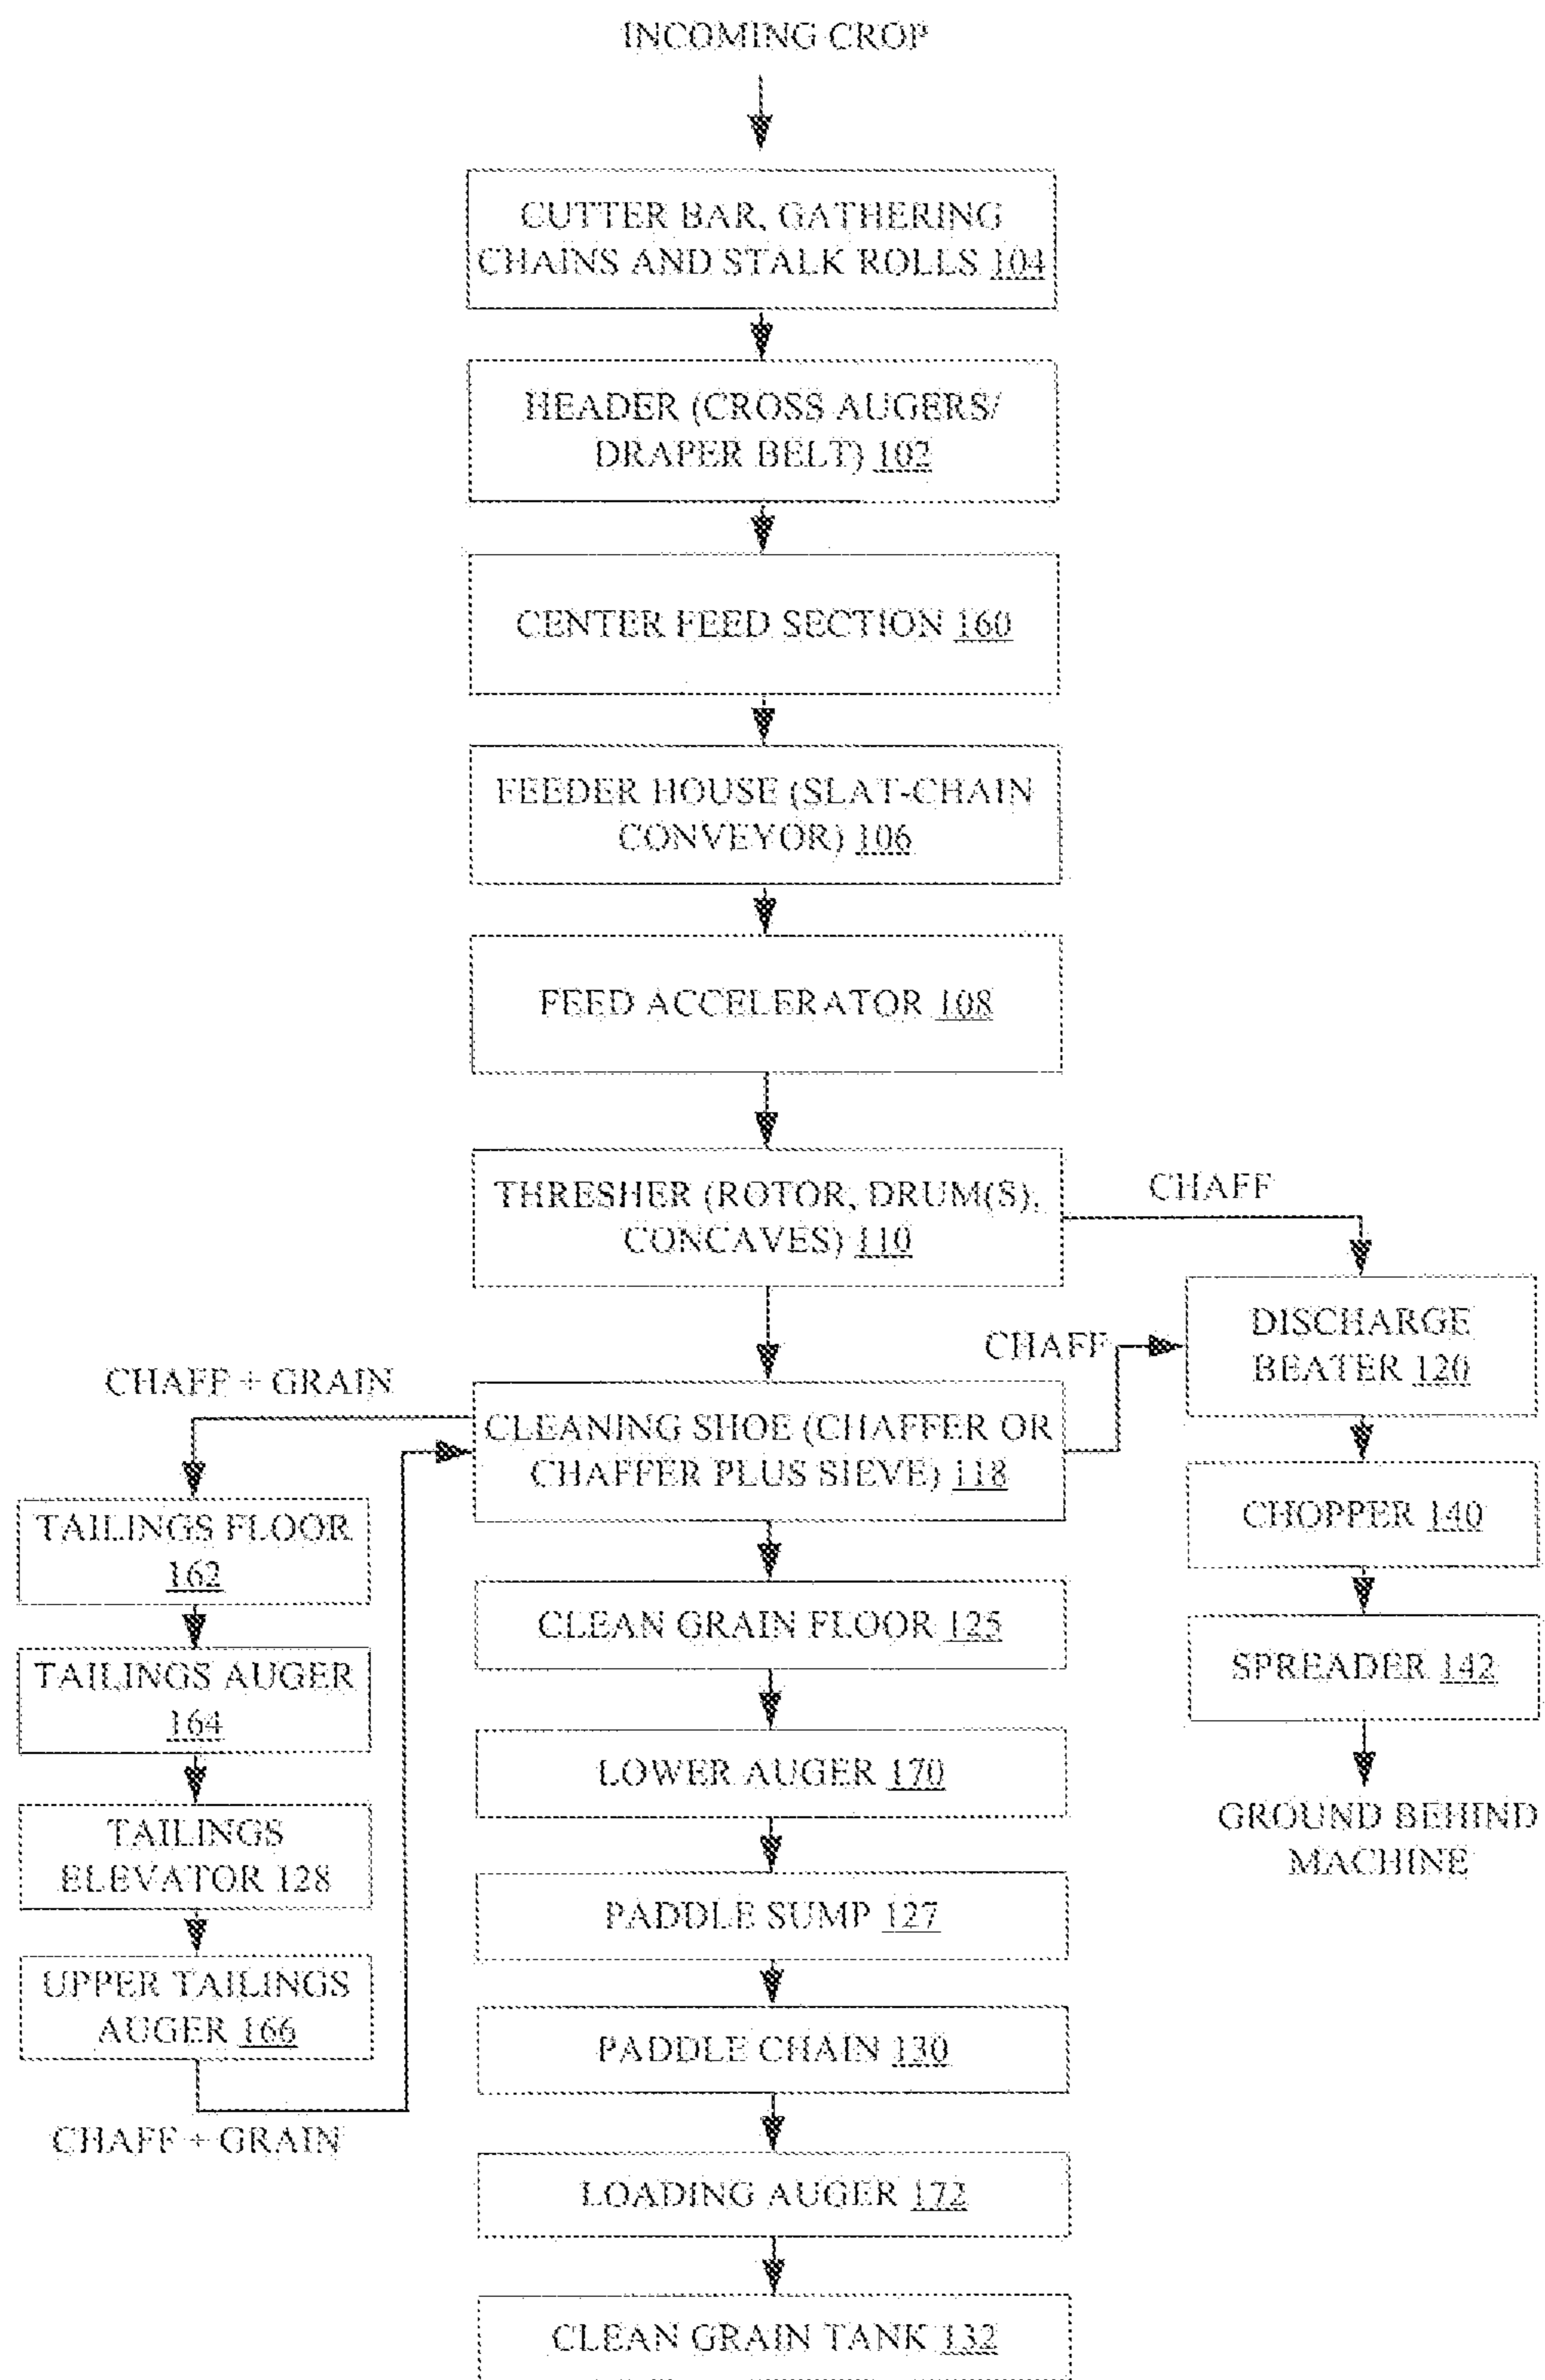 INCOMING CROP
CUTTER BAR, GATHERING
CHAINS AND STALK ROLLS 104
HEADER (CROSS AUGERS/
DRAPER BELT) 102
CENTER FEED SECTION 160
FEEDER HOUSE (SLAT-CHAIN
CONVEYOR) 106
FEED ACCELERATOR 108
THRESHER (ROTOR, DRUM(S),
CONCAVES) 110
CHAFF
DISCHARGE
BEATER 120
CHAFF
CHAFF + GRAIN
CLEANING SHOE (CHAFFER OR
CHAFFER PLUS SIEVE) 118
CHOPPER 140
SPREADER 142
GROUND BEHIND
MACHINE
TAILINGS FLOOR
162
TAILINGS AUGER
164
TAILINGS
ELEVATOR 128
UPPER TAILINGS
AUGER 166
CHAFF + GRAIN
CLEAN GRAIN FLOOR 125
LOWER AUGER 170
PADDLE SUMP 127
PADDLE CHAIN 130
LOADING AUGER 172
CLEAN GRAIN TANK 132